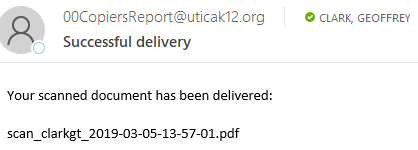 00CopiersReport@uticak12.org
CLARK, GEOFFREY
Successful delivery
Your scanned document has been delivered:
scan_clarkgt_2019-03-05-13-57-01.pdf